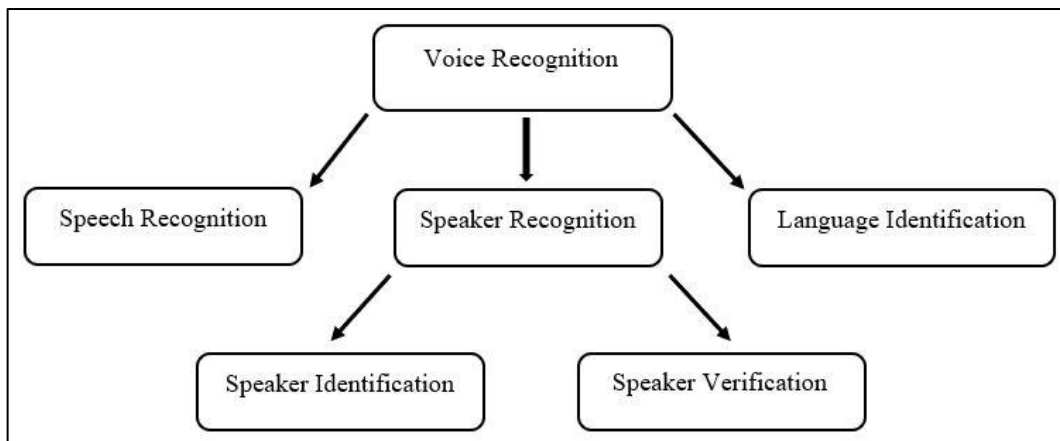 Voice Recognition
Speech Recognition
Speaker Recognition
Language Identification
Speaker Identification
Speaker Verification